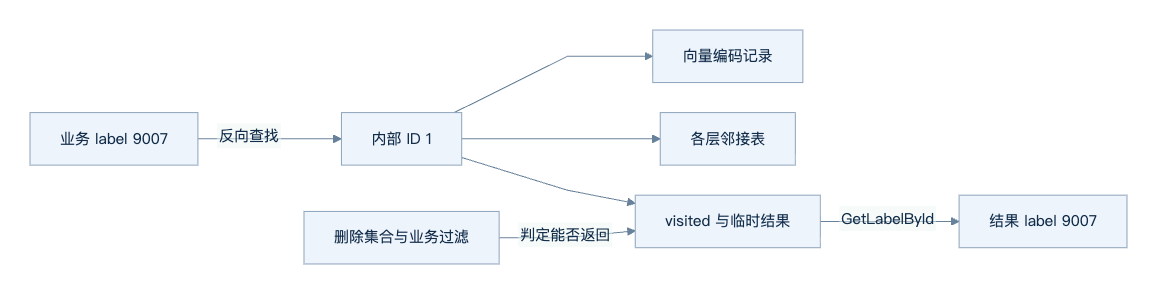 向量编码记录
业务 label 9007
反向查找
内部 ID 1
各层邻接表
删除集合与业务过滤
判定能否返回
visited 与临时结果
GetLabelById
结果 label 9007